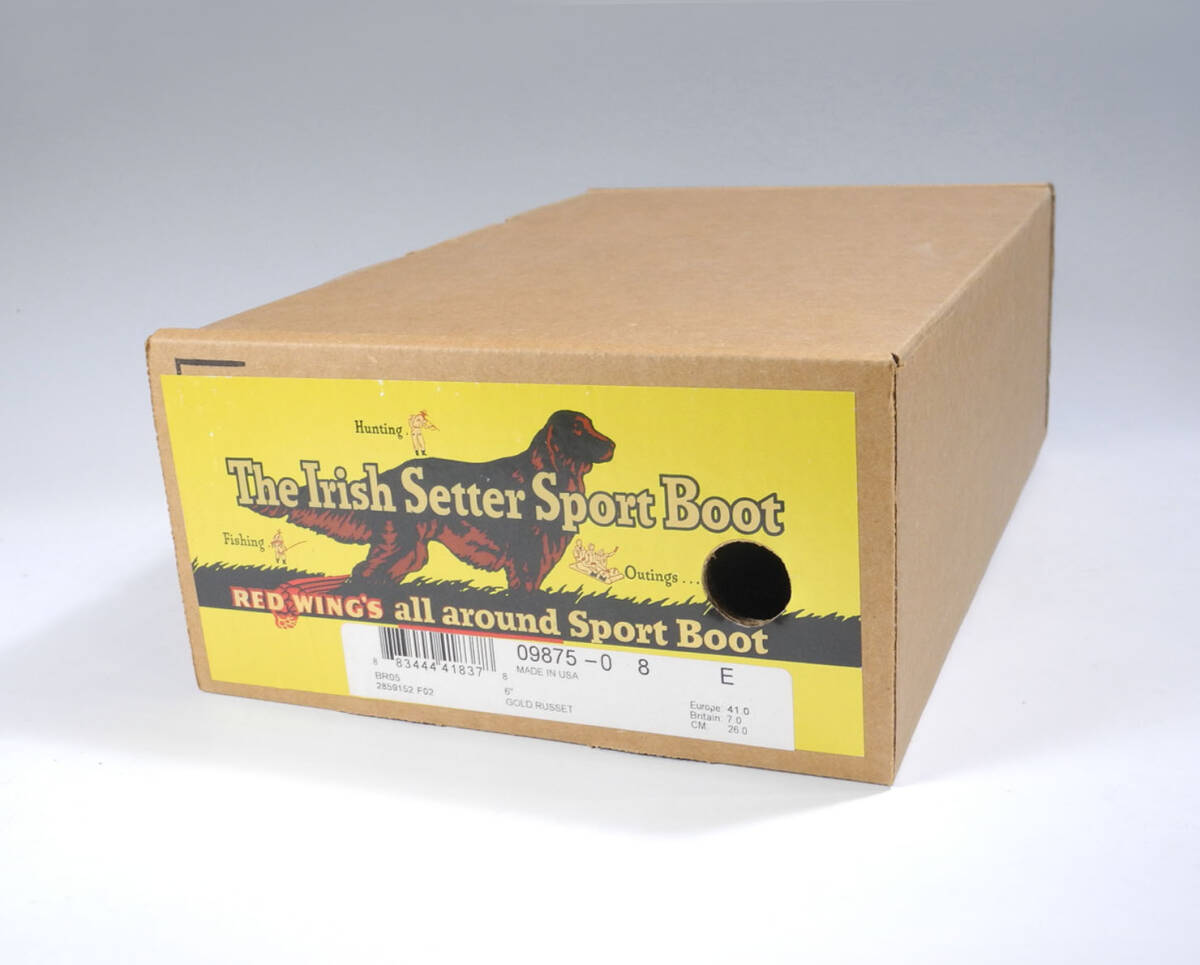 Hunting..
The Irish Setter Sport Boot
Fishing
Outings...
RED WING'S all around Sport Boot
8 83444 41837 8
09875-0 8 E
MADE IN USA
BR05
2859152 F02
6"
GOLD RUSSET
Europe: 41.0
Britain: 7.0
CM: 26.0